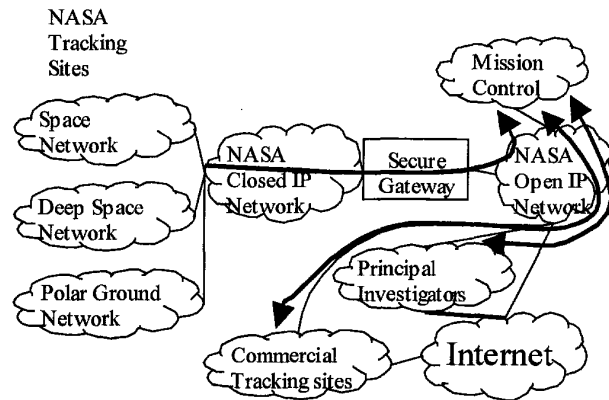 NASA
Tracking
Sites
Mission
Control
Space
Network
NASA
Closed IP
Network
Secure
Gateway
NASA
Open IP
Network
Deep Space
Network
Principal
Investigators
Polar Ground
Network
Commercial
Tracking sites
Internet